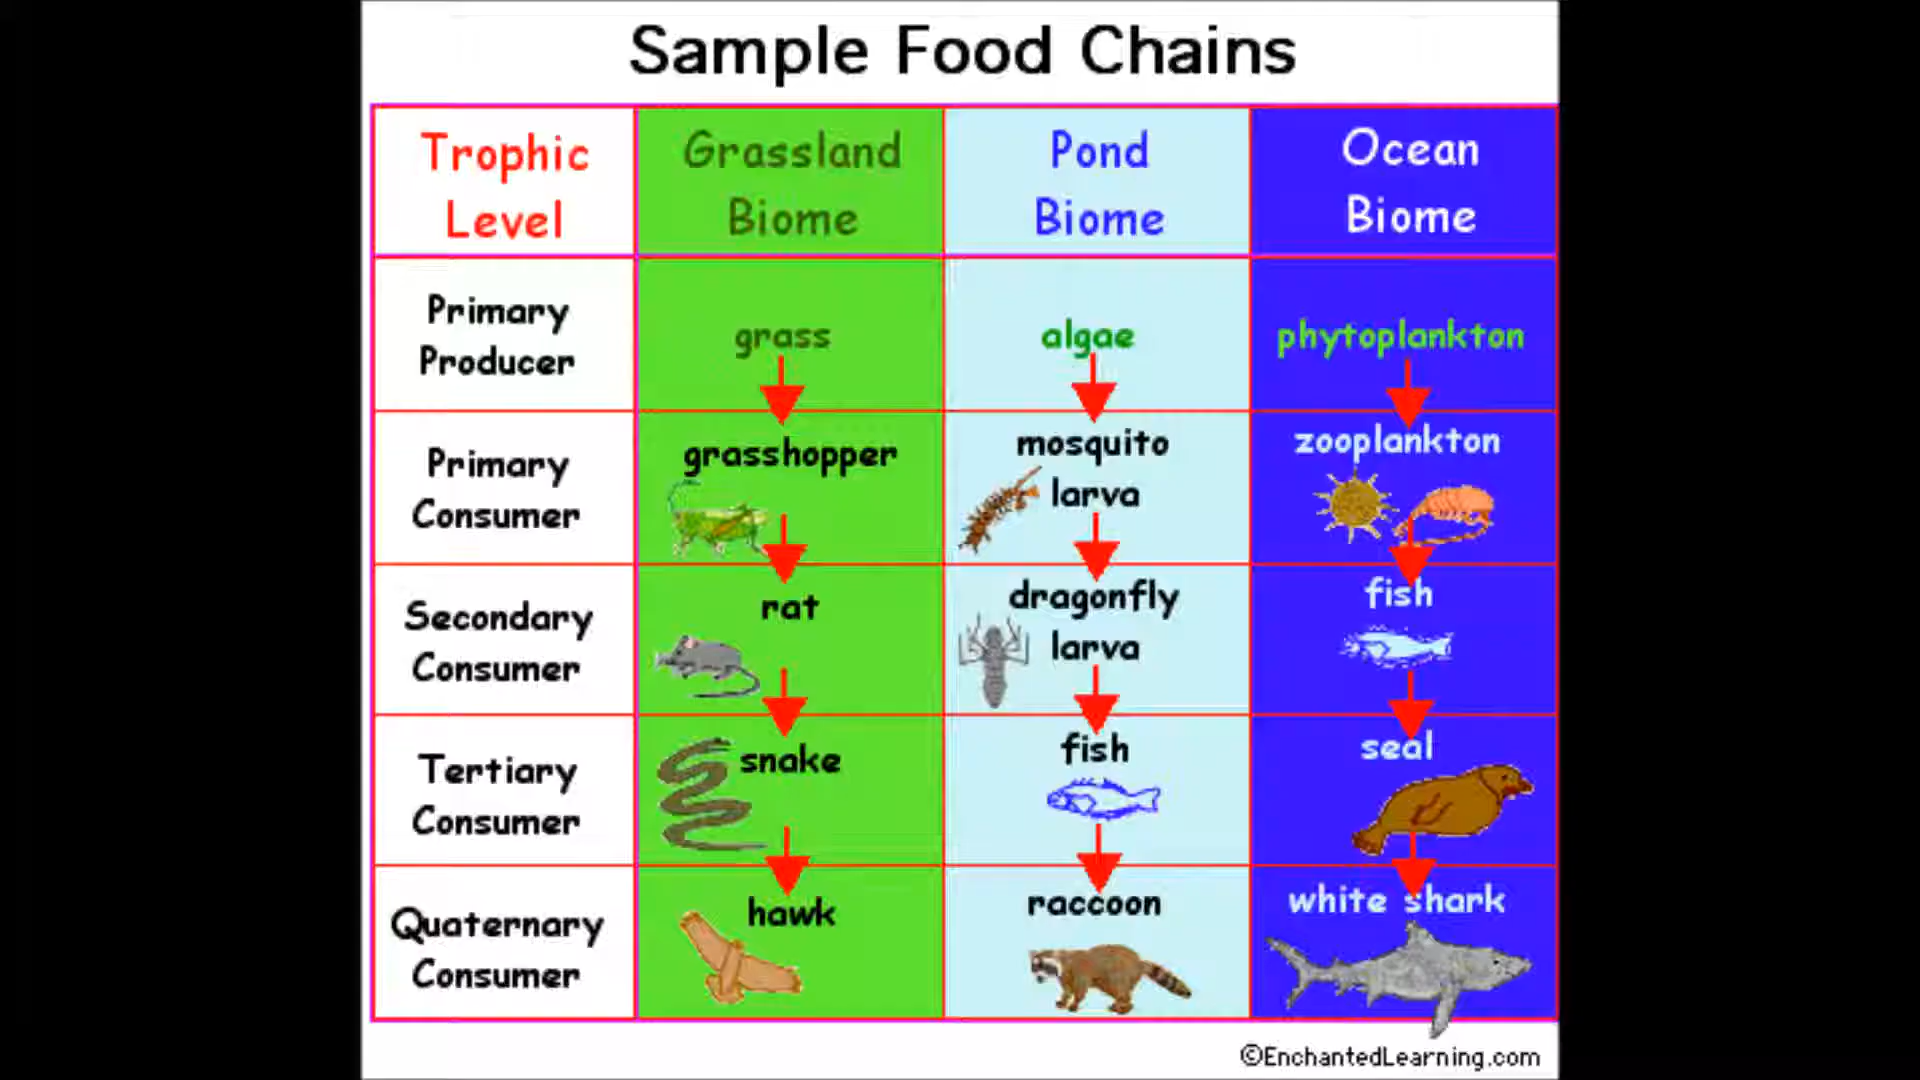 Sample Food Chains
Trophic
Level
Grassland
Biome
Pond
Biome
Ocean
Biome
Primary
Producer
grass
algae
phytoplankton
Primary
Consumer
grasshopper
mosquito
larva
zooplankton
Secondary
Consumer
rat
dragonfly
larva
fish
Tertiary
Consumer
snake
fish
seal
Quaternary
Consumer
hawk
raccoon
white shark
©EnchantedLearning.com